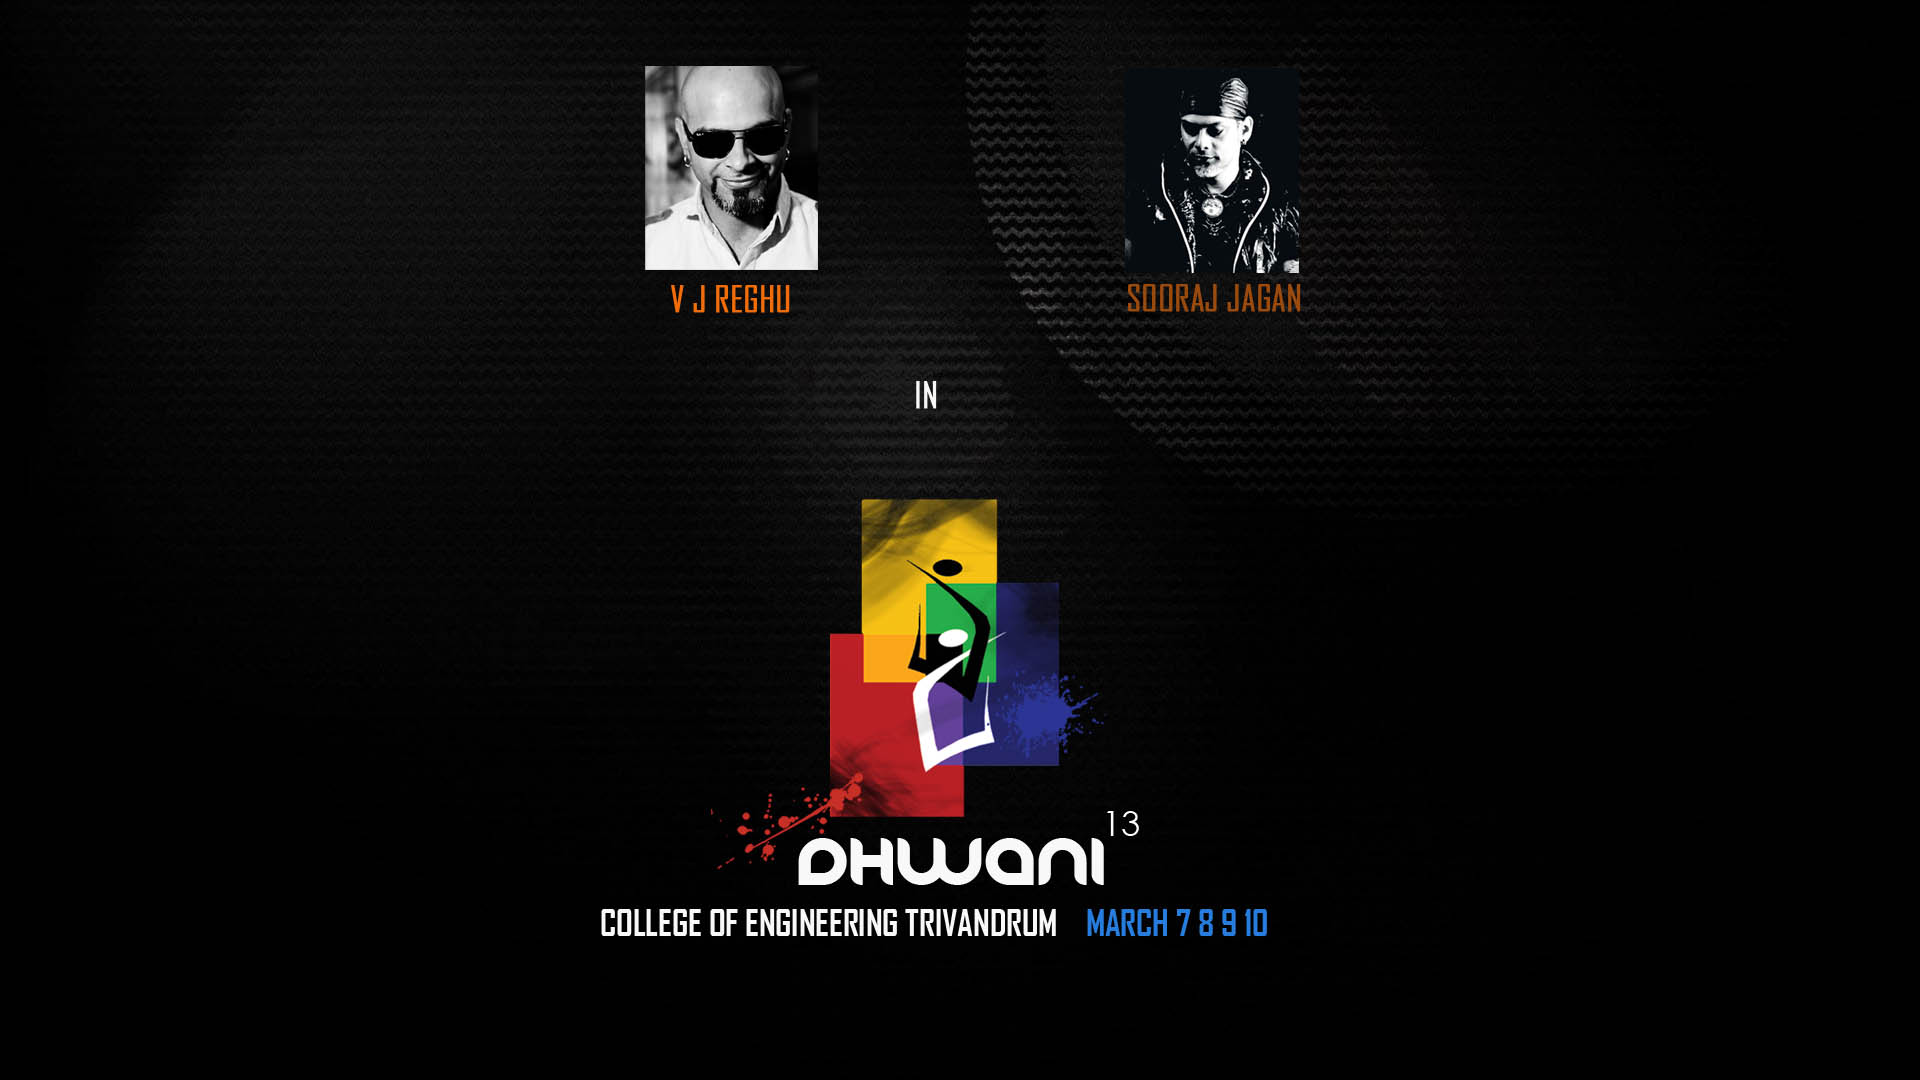 V J REGHU
SOORAJ JAGAN
IN
DHWANI 13
COLLEGE OF ENGINEERING TRIVANDRUM MARCH 7 8 9 10